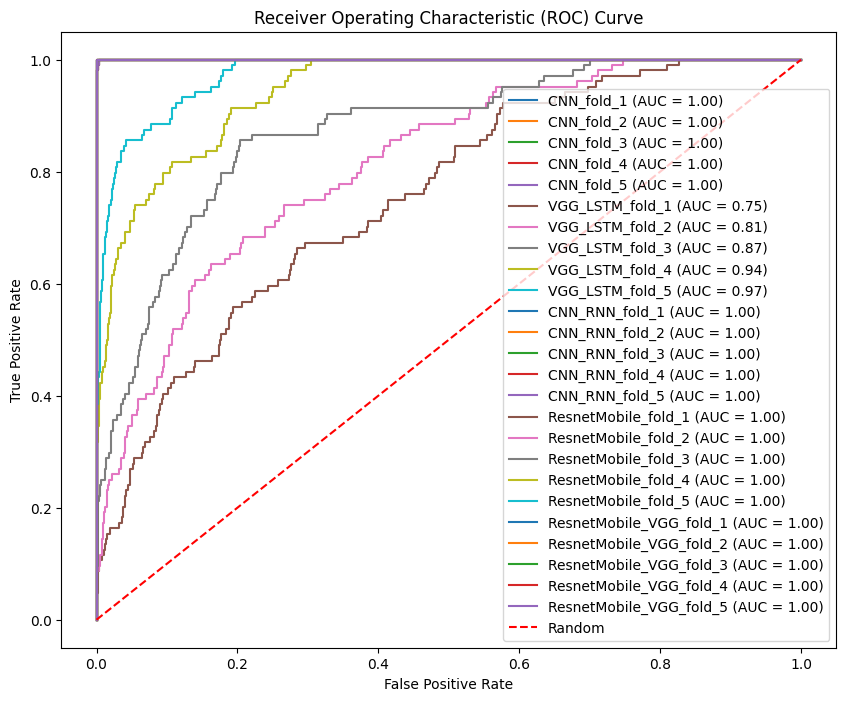 Receiver Operating Characteristic (ROC) Curve
True Positive Rate
1.0
0.8
0.6
0.4
0.2
0.0
CNN_fold_1 (AUC = 1.00)
CNN_fold_2 (AUC = 1.00)
CNN_fold_3 (AUC = 1.00)
CNN_fold_4 (AUC = 1.00)
CNN_fold_5 (AUC = 1.00)
VGG_LSTM_fold_1 (AUC = 0.75)
VGG_LSTM_fold_2 (AUC = 0.81)
VGG_LSTM_fold_3 (AUC = 0.87)
VGG_LSTM_fold_4 (AUC = 0.94)
VGG_LSTM_fold_5 (AUC = 0.97)
CNN_RNN_fold_1 (AUC = 1.00)
CNN_RNN_fold_2 (AUC = 1.00)
CNN_RNN_fold_3 (AUC = 1.00)
CNN_RNN_fold_4 (AUC = 1.00)
CNN_RNN_fold_5 (AUC = 1.00)
ResnetMobile_fold_1 (AUC = 1.00)
ResnetMobile_fold_2 (AUC = 1.00)
ResnetMobile_fold_3 (AUC = 1.00)
ResnetMobile_fold_4 (AUC = 1.00)
ResnetMobile_fold_5 (AUC = 1.00)
ResnetMobile_VGG_fold_1 (AUC = 1.00)
ResnetMobile_VGG_fold_2 (AUC = 1.00)
ResnetMobile_VGG_fold_3 (AUC = 1.00)
ResnetMobile_VGG_fold_4 (AUC = 1.00)
ResnetMobile_VGG_fold_5 (AUC = 1.00)
Random
0.0 0.2 0.4 0.6 0.8 1.0
False Positive Rate